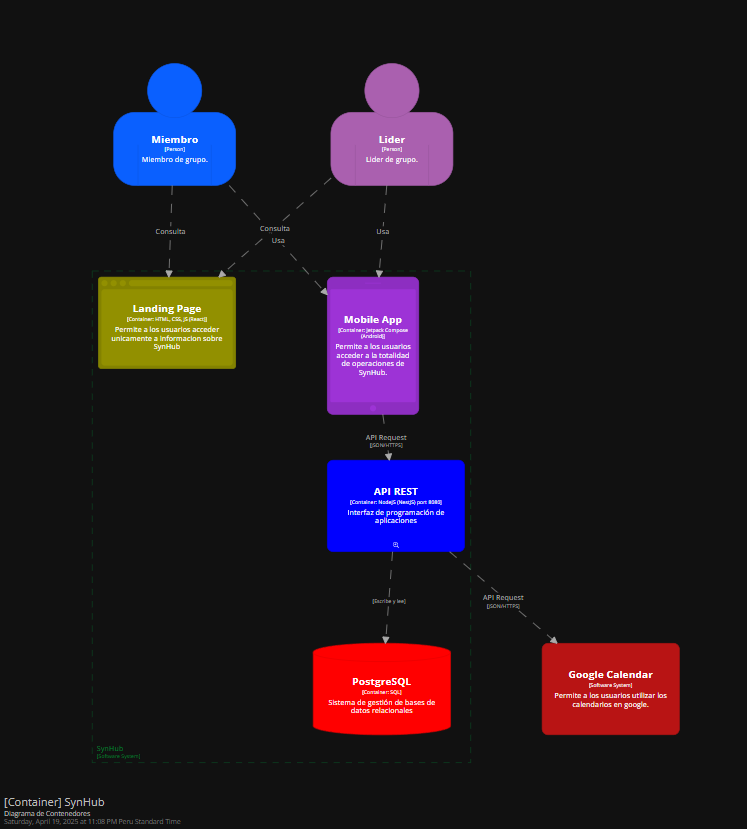 Miembro
[Person]
Miembro de grupo.
Lider
[Person]
Lider de grupo.
Consulta
Consulta
Usa
Usa
Landing Page
[Container: HTML, CSS, JS (React)]
Permite a los usuarios acceder
unicamente a informacion sobre
SynHub
Mobile App
[Container: Jetpack Compose
(Android)]
Permite a los usuarios
acceder a la totalidad
de operaciones de
SynHub.
API Request
[JSON/HTTPS]
API REST
[Container: NodeJS (NestJS) port 8080]
Interfaz de programación de
aplicaciones
[Estribe y lee]
API Request
[JSON/HTTPS]
PostgreSQL
[Container: SQL]
Sistema de gestión de bases de
datos relacionales
Google Calendar
[Software System]
Permite a los usuarios utilizar los
calendarios en google.
SynHub
[Software System]
[Container] SynHub
Diagrama de Contenedores
Saturday, April 19, 2025 at 11:08 PM Peru Standard Time